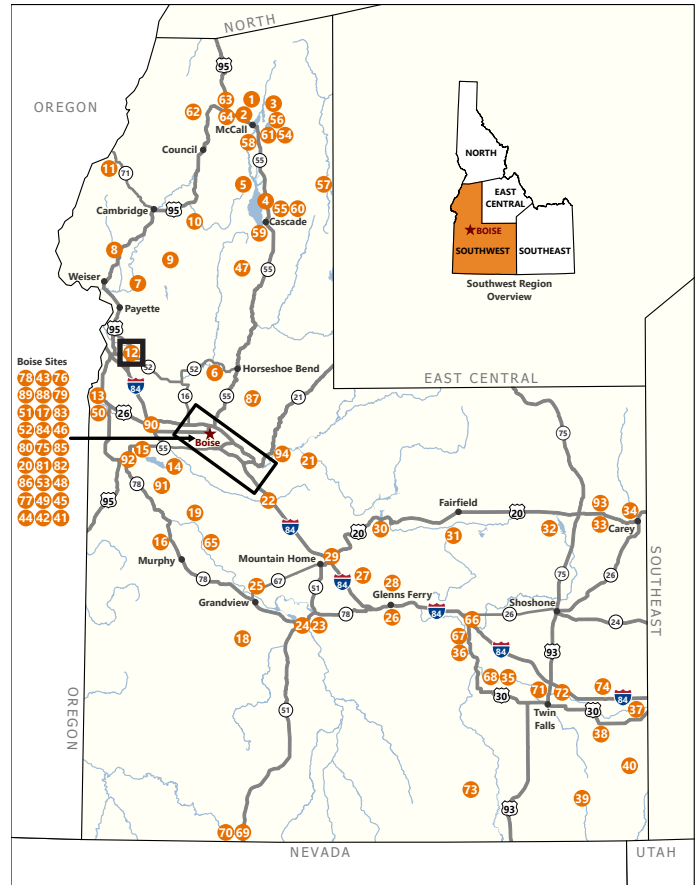 NORTH
OREGON
95
63
1
3
62
64
2
56
McCall
61
54
58
Council
55
11
71
5
57
4
Cambridge
95
55
60
10
Cascade
59
8
9
47
55
Weiser
7
Payette
95
12
52
52
6
Horseshoe Bend
84
16
55
87
21
13
50
26
90
Boise
15
55
92
14
94
21
78
91
95
22
19
84
Boise Sites
78 43 76
89 88 79
51 17 83
52 84 46
80 75 85
20 81 82
86 53 48
77 49 45
44 42 41
NORTH
EAST
CENTRAL
BOISE
SOUTHWEST
SOUTHEAST
Southwest Region
Overview
EAST CENTRAL
75
Fairfield
20
93
34
20
30
31
32
33
Carey
16
65
Murphy
Mountain Home
29
78
67
27
84
28
75
26
25
51
Glenns Ferry
Grandview
78
26
84
26
Shoshone
24
23
66
24
18
67
36
84
93
SOUTHEAST
68
35
71
72
74
84
30
30
37
Twin
Falls
38
51
OREGON
40
73
39
93
70
69
NEVADA
UTAH